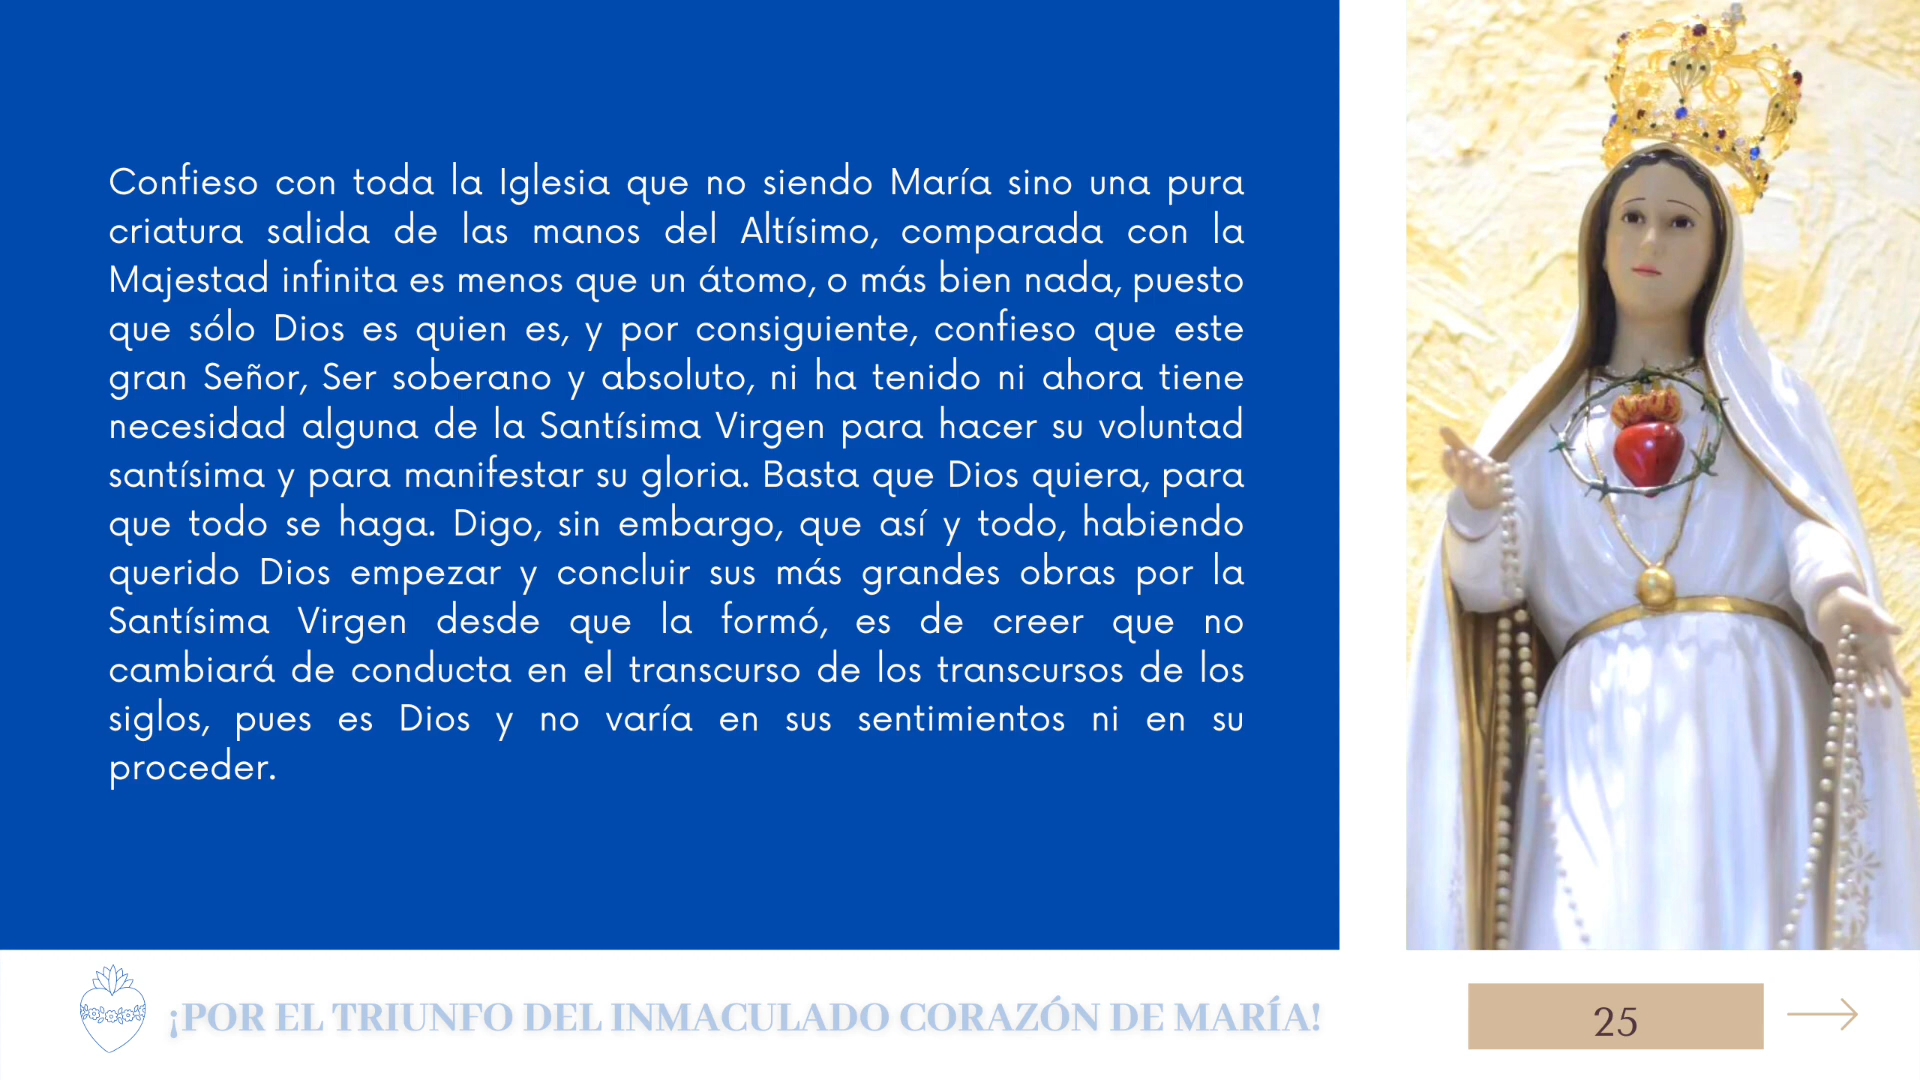 Confieso con toda la Iglesia que no siendo María sino una pura
criatura salida de las manos del Altísimo, comparada con la
Majestad infinita es menos que un átomo, o más bien nada, puesto
que sólo Dios es quien es, y por consiguiente, confieso que este
gran Señor, Ser soberano y absoluto, ni ha tenido ni ahora tiene
necesidad alguna de la Santísima Virgen para hacer su voluntad
santísima y para manifestar su gloria. Basta que Dios quiera, para
que todo se haga. Digo, sin embargo, que así y todo, habiendo
querido Dios empezar y concluir sus más grandes obras por la
Santísima Virgen desde que la formó, es de creer que no
cambiará de conducta en el transcurso de los transcursos de los
siglos, pues es Dios y no varía en sus sentimientos ni en su
proceder.
¡POR EL TRIUNFO DEL INMACULADO CORAZÓN DE MARÍA!
25